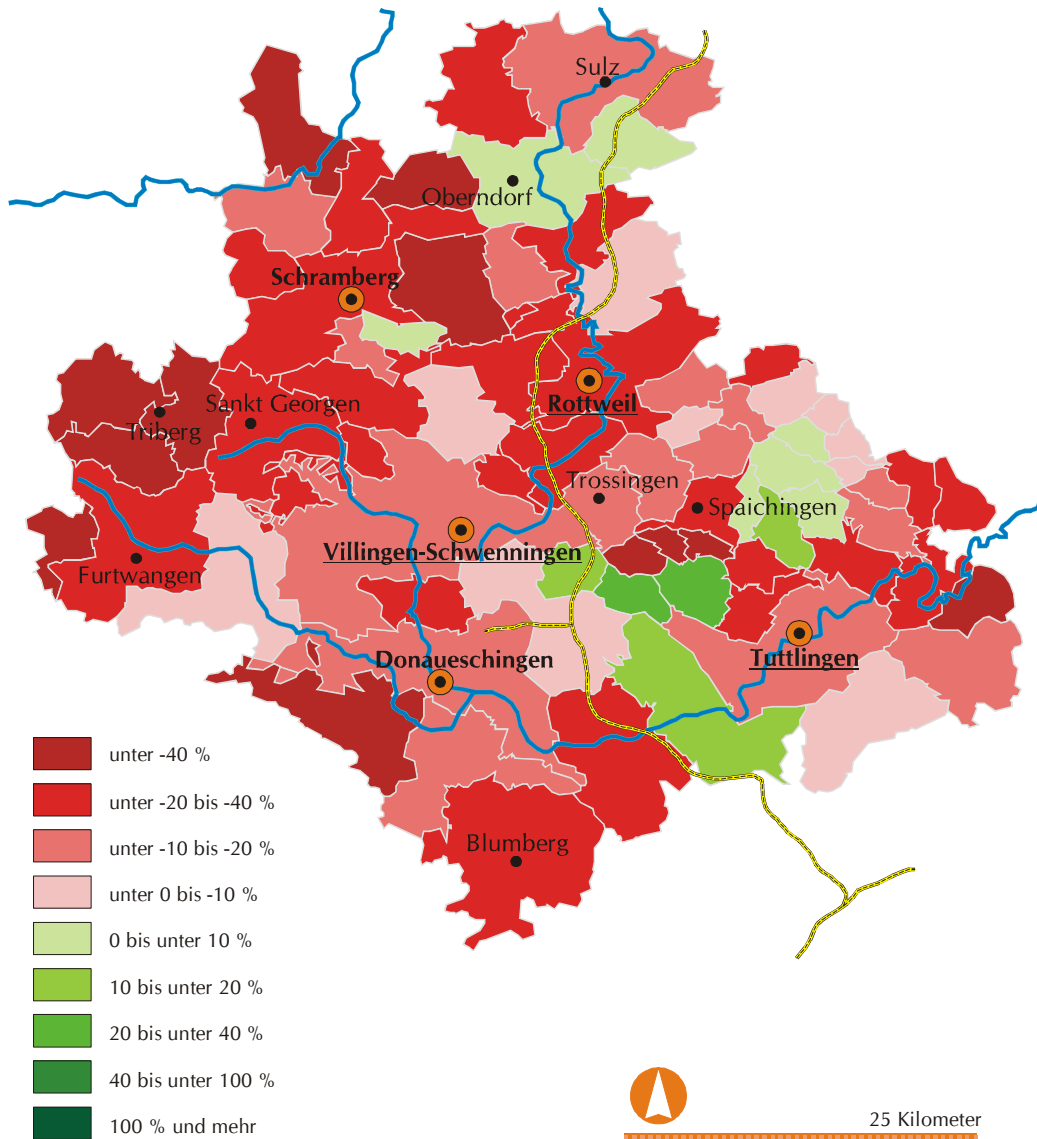 Sulz
Oberndorf
Schramberg
Rottweil
Sankt Georgen
Triberg
Trossingen
Spaichingen
Villingen-Schwenningen
Furtwangen
Tuttlingen
Donaueschingen
Blumberg
unter -40 %
unter -20 bis -40 %
unter -10 bis -20 %
unter 0 bis -10 %
0 bis unter 10 %
10 bis unter 20 %
20 bis unter 40 %
40 bis unter 100 %
100 % und mehr
25 Kilometer